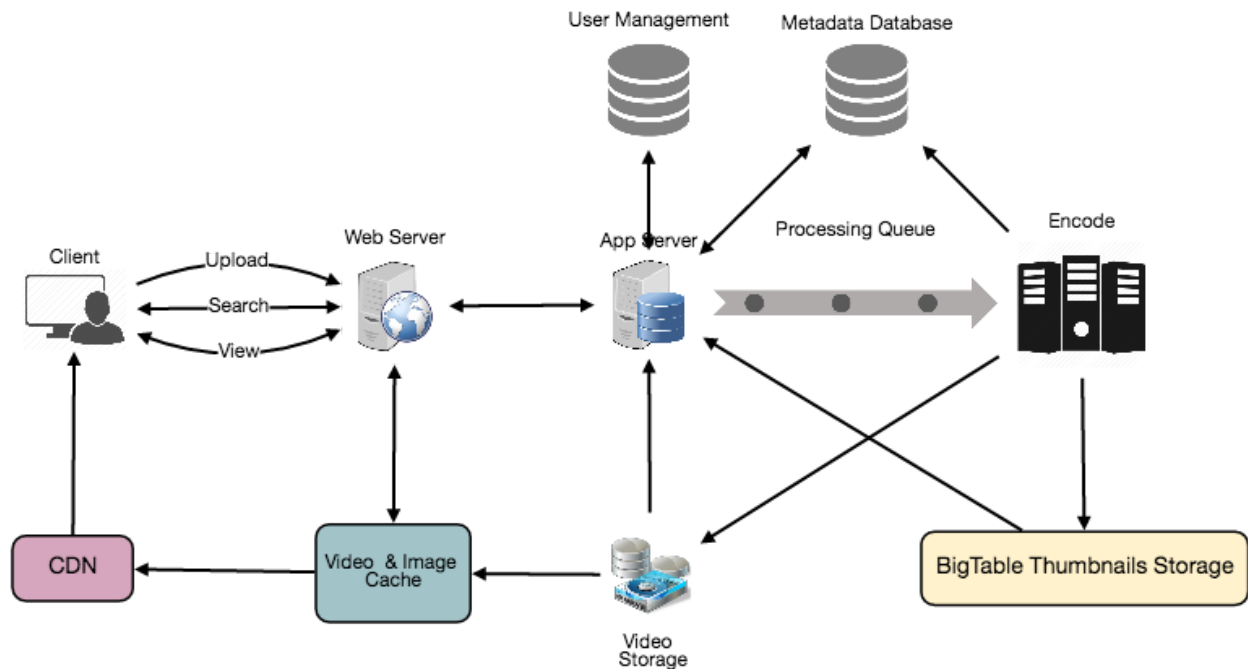 User Management
Metadata Database
Processing Queue
Encode
Web Server
App Server
Client
Upload
Search
View
CDN
Video & Image
Cache
BigTable Thumbnails Storage
Video
Storage